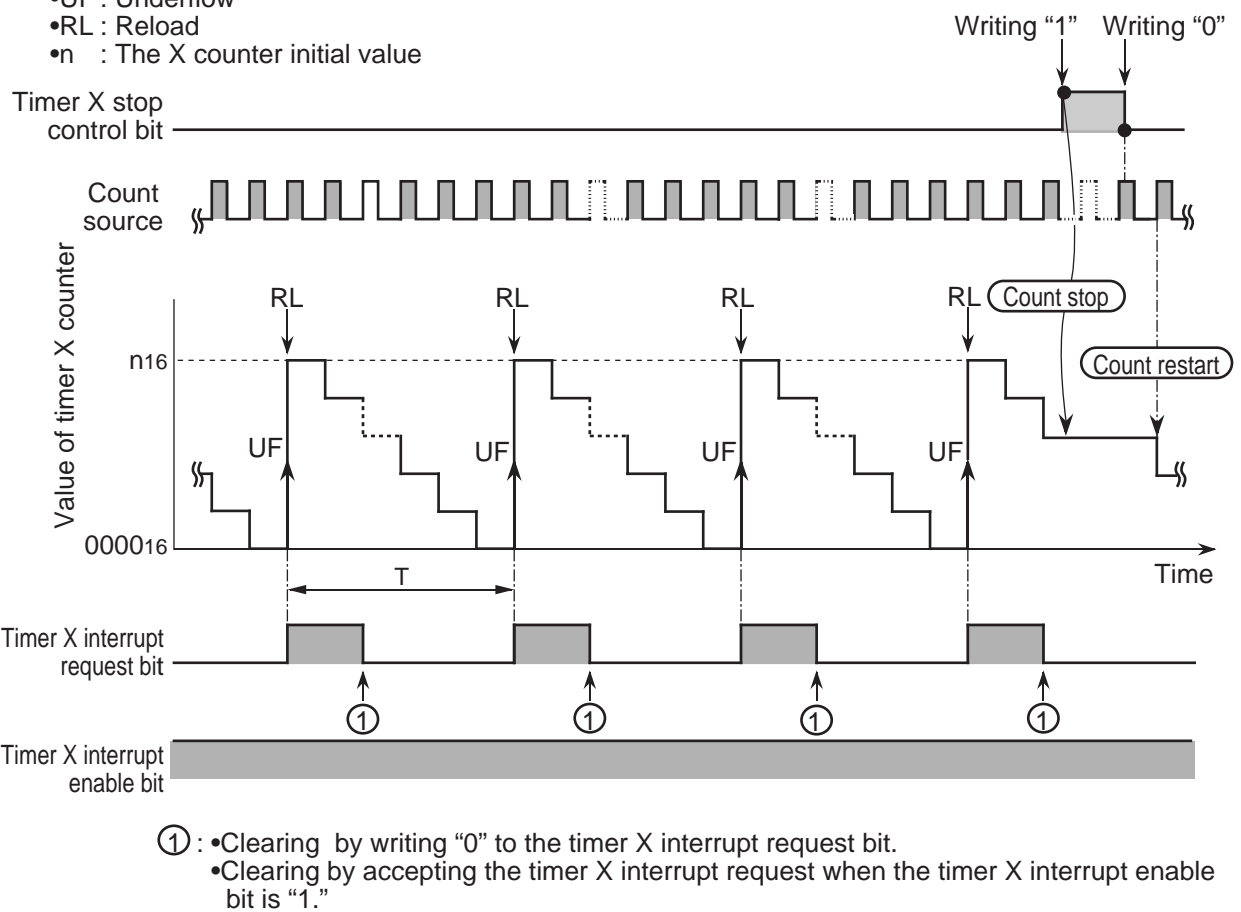 •UF : Underflow
•RL : Reload
•n : The X counter initial value
Writing “1” Writing “0”
Timer X stop
control bit
Count
source
Value of timer X counter
RL RL RL RL
Count stop
n16
Count restart
UF UF UF UF
000016
T
Time
Timer X interrupt
request bit
1 1 1 1
Timer X interrupt
enable bit
1 : •Clearing by writing “0” to the timer X interrupt request bit.
•Clearing by accepting the timer X interrupt request when the timer X interrupt enable
bit is “1.”